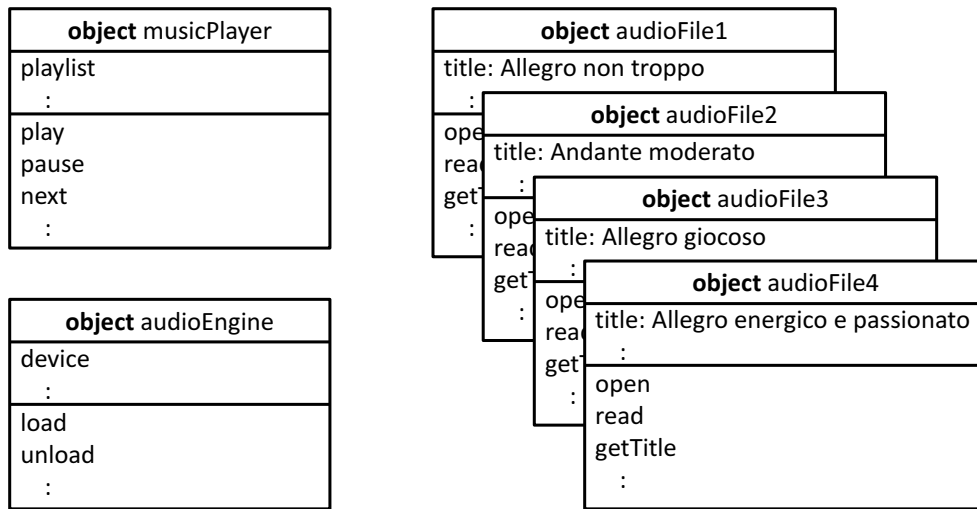 object musicPlayer
playlist
:
play
pause
next
:
object audioEngine
device
:
load
unload
:
object audioFile1
title: Allegro non troppo
:
:
object audioFile2
title: Andante moderato
:
:
object audioFile3
title: Allegro giocoso
:
:
object audioFile4
title: Allegro energico e passionato
:
open
read
getTitle
: